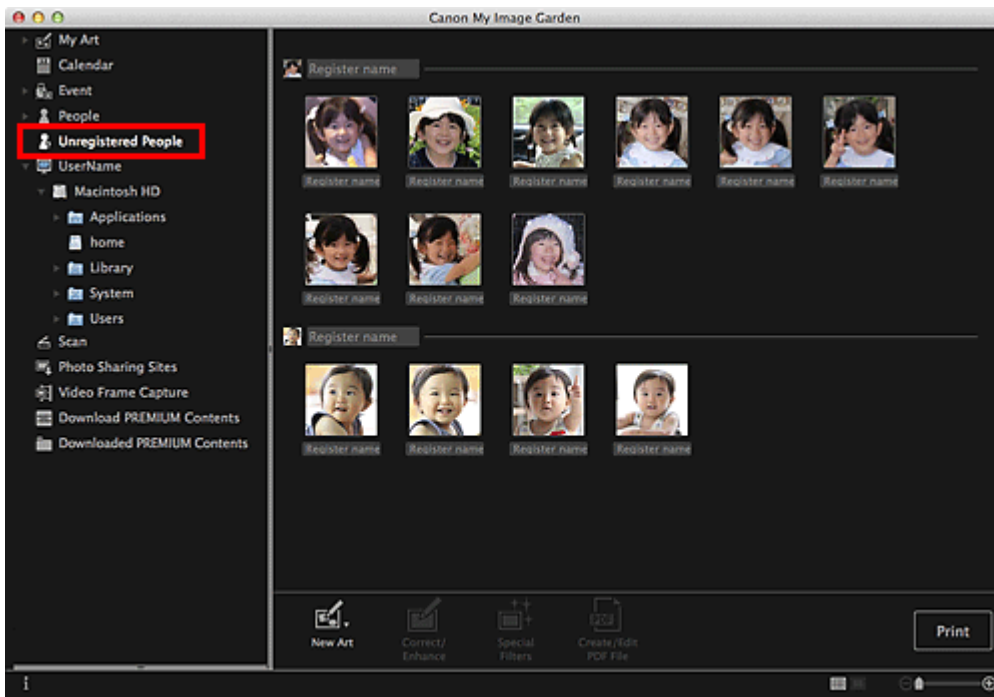 Canon My Image Garden
My Art
Calendar
Event
People
Unregistered People
UserName
Macintosh HD
Applications
home
Library
System
Users
Scan
Photo Sharing Sites
Video Frame Capture
Download PREMIUM Contents
Downloaded PREMIUM Contents
Register name
Register name Register name Register name Register name Register name Register name
Register name Register name Register name
Register name
Register name Register name Register name Register name
New Art
Correct/
Enhance
Special
Filters
PDF
Create/Edit
PDF File
Print